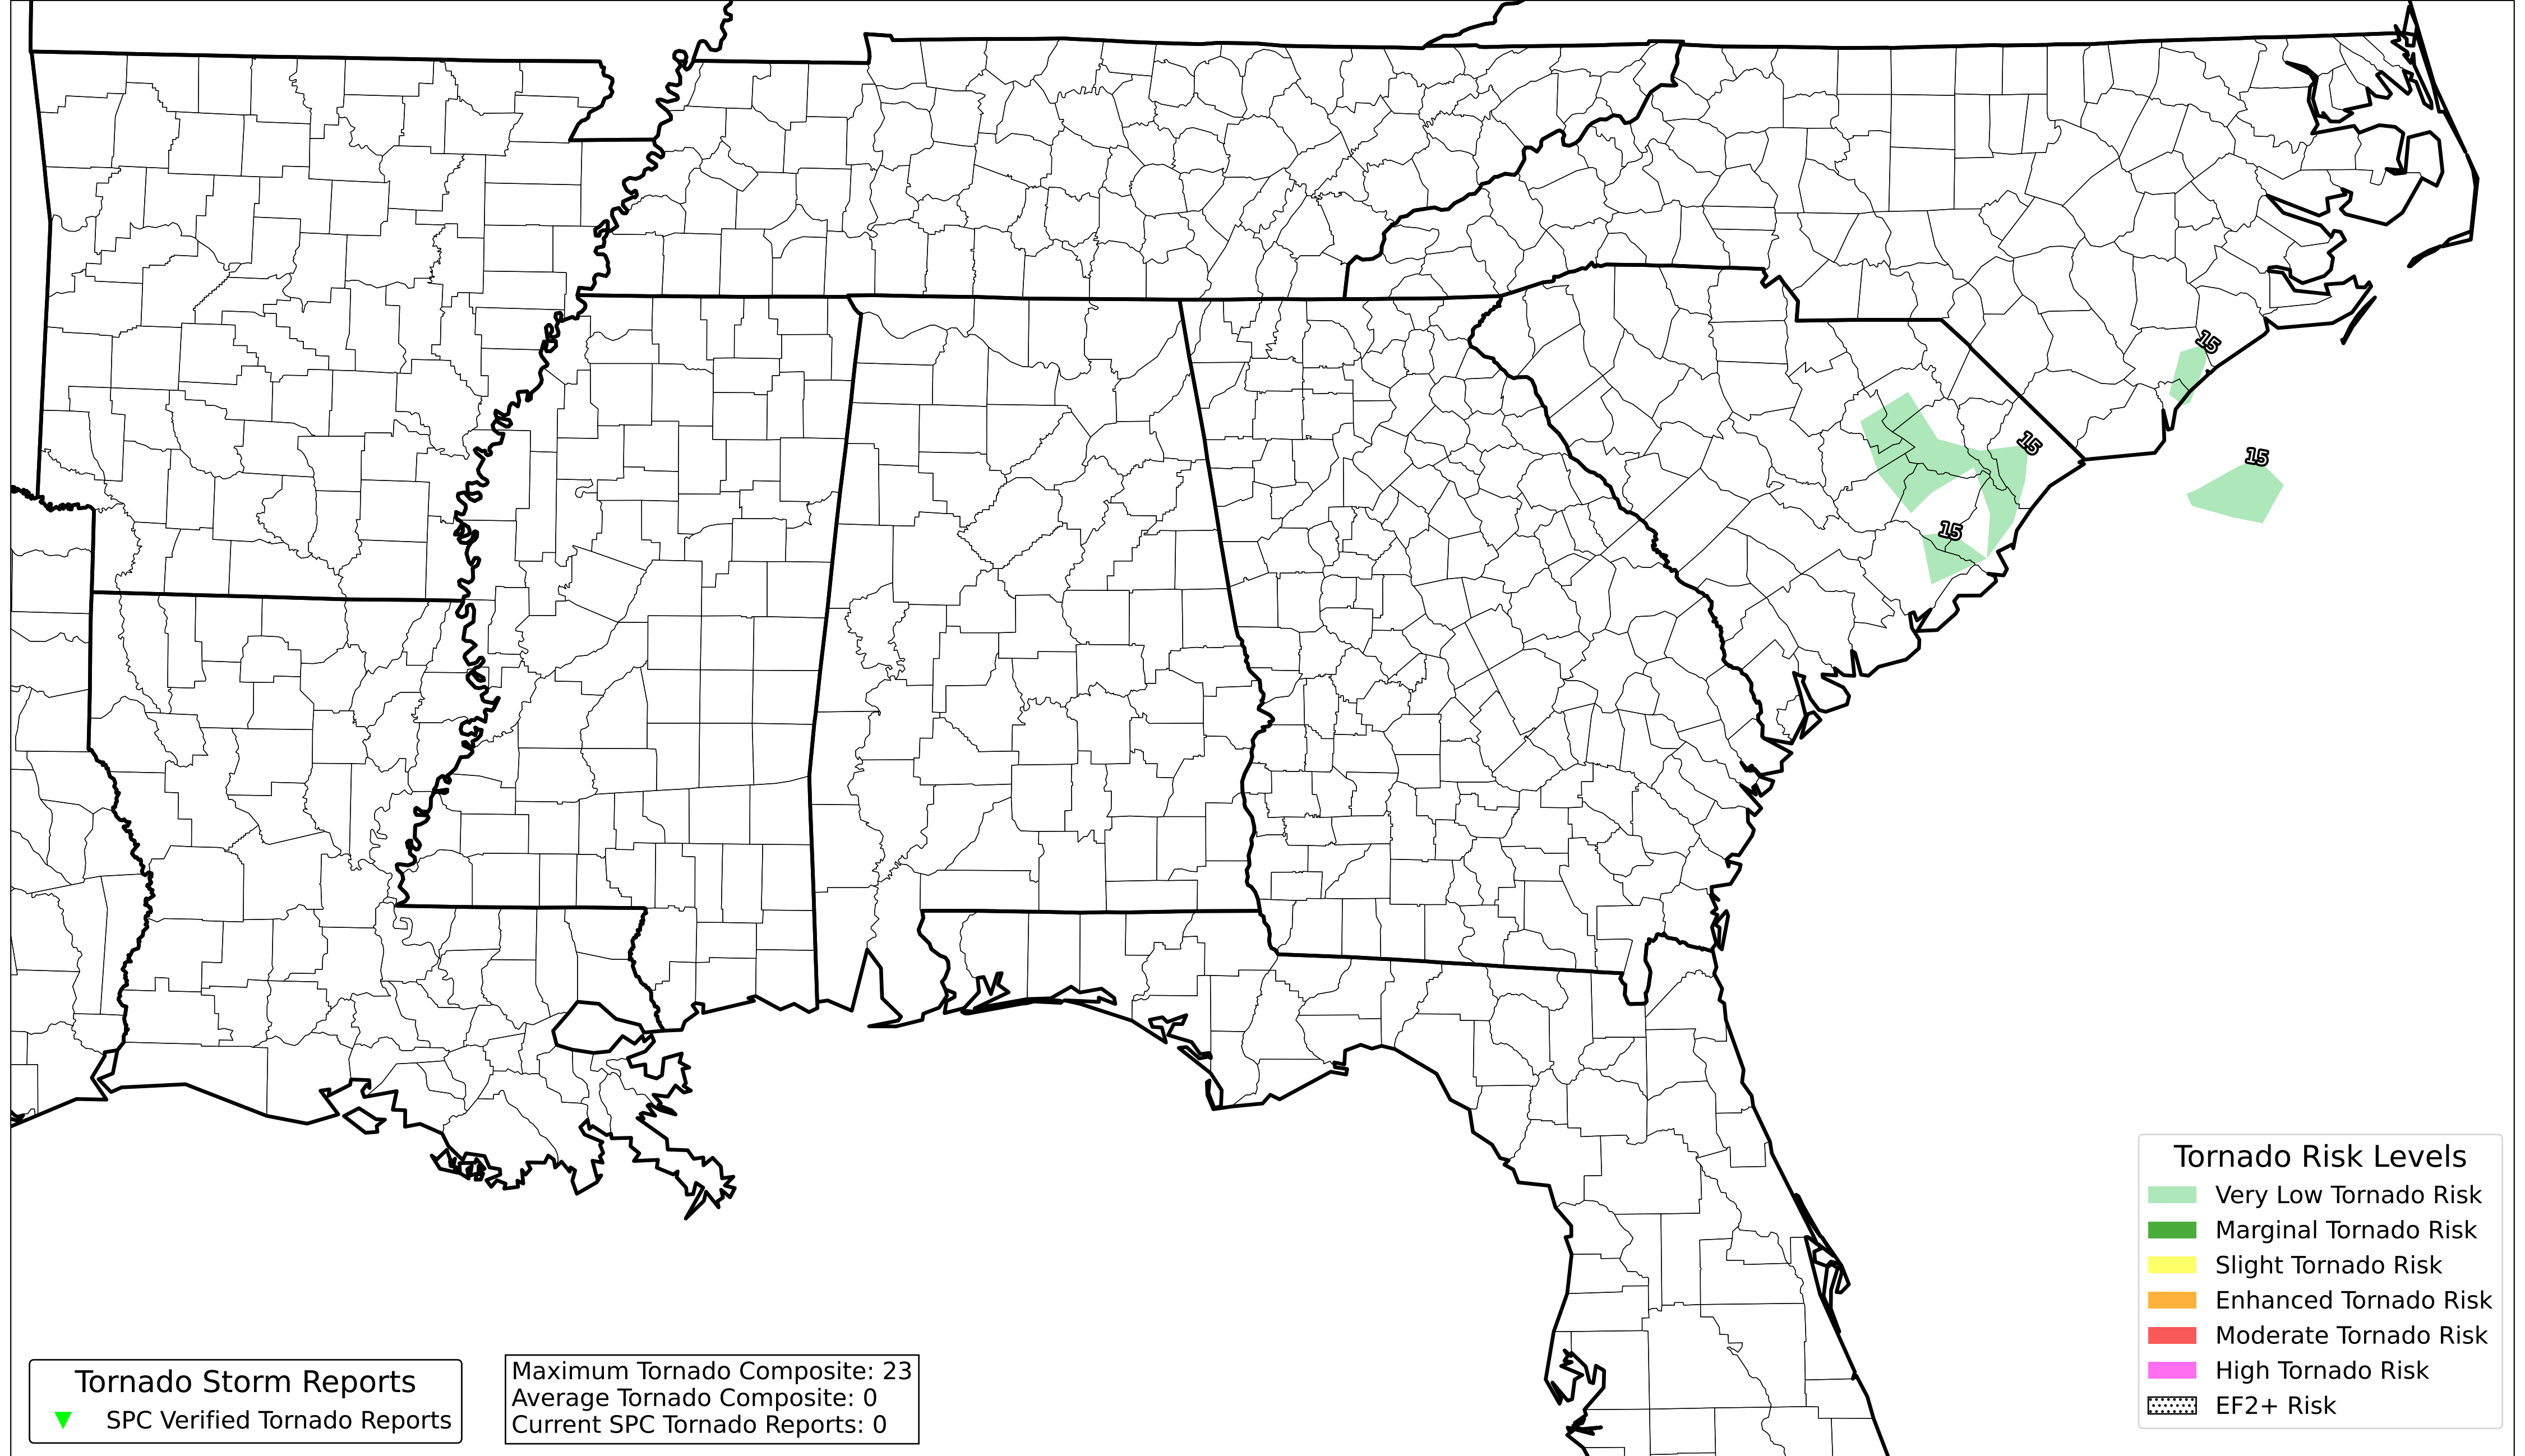 15
15
15
15
Tornado Risk Levels
Very Low Tornado Risk
Marginal Tornado Risk
Slight Tornado Risk
Enhanced Tornado Risk
Moderate Tornado Risk
High Tornado Risk
EF2+ Risk
Tornado Storm Reports
SPC Verified Tornado Reports
Maximum Tornado Composite: 23
Average Tornado Composite: 0
Current SPC Tornado Reports: 0